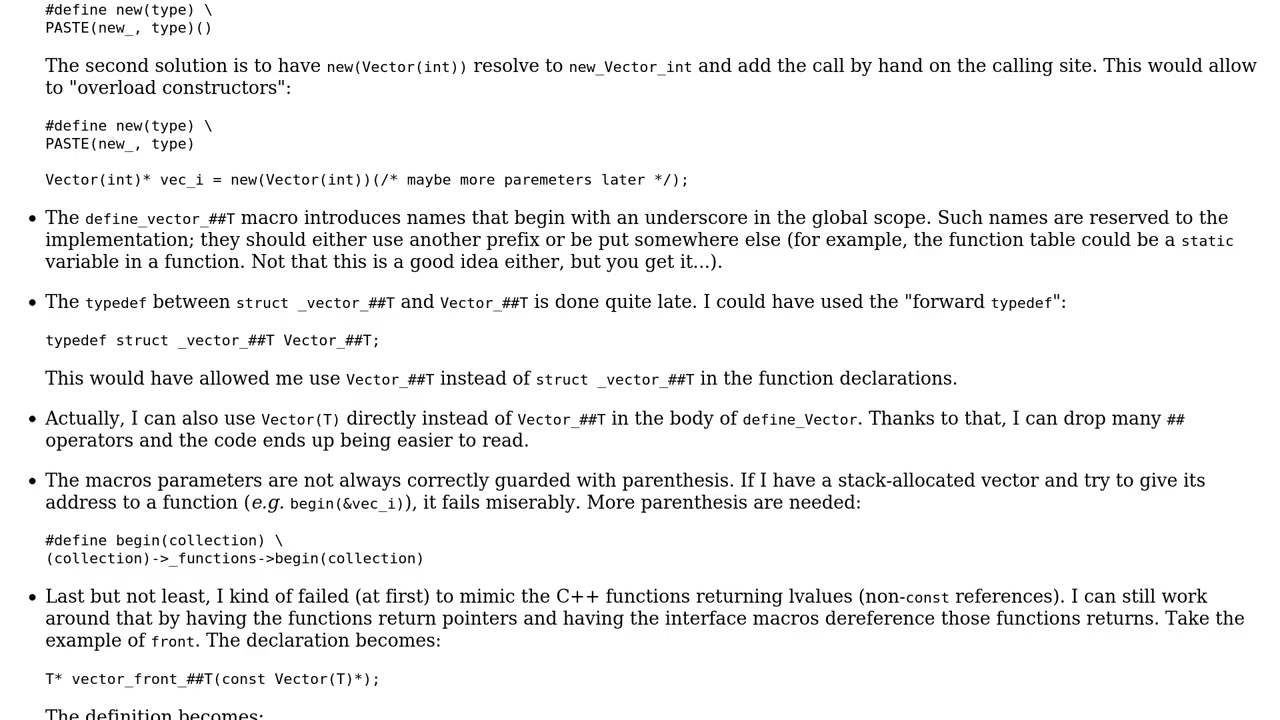 #define new(type) \
PASTE(new_, type)()
The second solution is to have new(Vector(int)) resolve to new_Vector_int and add the call by hand on the calling site. This would allow
to "overload constructors":
#define new(type) \
PASTE(new_, type)
Vector(int)* vec_i = new(Vector(int))(/* maybe more paremeters later */);
• The define_vector_##T macro introduces names that begin with an underscore in the global scope. Such names are reserved to the
implementation; they should either use another prefix or be put somewhere else (for example, the function table could be a static
variable in a function. Not that this is a good idea either, but you get it...).
• The typedef between struct _vector_##T and Vector_##T is done quite late. I could have used the "forward typedef":
typedef struct _vector_##T Vector_##T;
This would have allowed me use Vector_##T instead of struct _vector_##T in the function declarations.
• Actually, I can also use Vector(T) directly instead of Vector_##T in the body of define_Vector. Thanks to that, I can drop many ##
operators and the code ends up being easier to read.
• The macros parameters are not always correctly guarded with parenthesis. If I have a stack-allocated vector and try to give its
address to a function (e.g. begin(&vec_i)), it fails miserably. More parenthesis are needed:
#define begin(collection) \
(collection)->_functions->begin(collection)
• Last but not least, I kind of failed (at first) to mimic the C++ functions returning lvalues (non-const references). I can still work
around that by having the functions return pointers and having the interface macros dereference those functions returns. Take the
example of front. The declaration becomes:
T* vector_front_##T(const Vector(T)*);
The definition becomes: